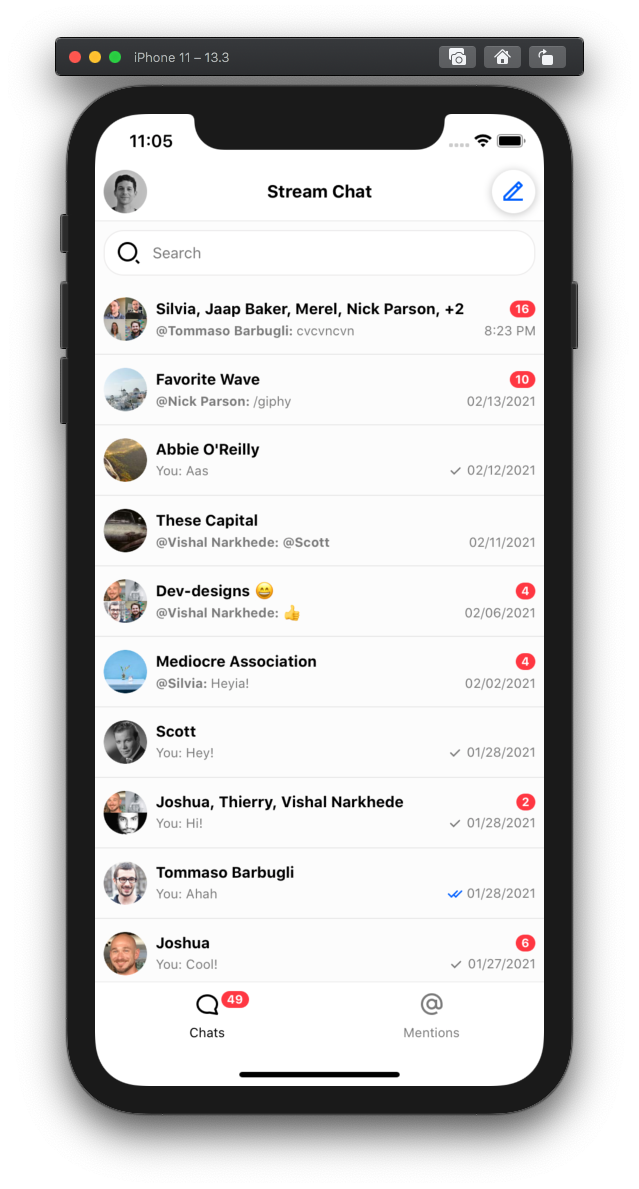 iPhone 11 – 13.3
11:05
Stream Chat
Search
Silvia, Jaap Baker, Merel, Nick Parson, +2 16
@Tommaso Barbugli: cvcvncvn 8:23 PM
Favorite Wave 10
@Nick Parson: /giphy 02/13/2021
Abbie O'Reilly
You: Aas 02/12/2021
These Capital
@Vishal Narkhede: @Scott 02/11/2021
Dev-designs 😄 4
@Vishal Narkhede: 👍 02/06/2021
Mediocre Association 4
@Silvia: Heyia! 02/02/2021
Scott
You: Hey! 01/28/2021
Joshua, Thierry, Vishal Narkhede 2
You: Hi! 01/28/2021
Tommaso Barbugli
You: Ahah 01/28/2021
Joshua 6
You: Cool! 01/27/2021
49 @
Chats Mentions